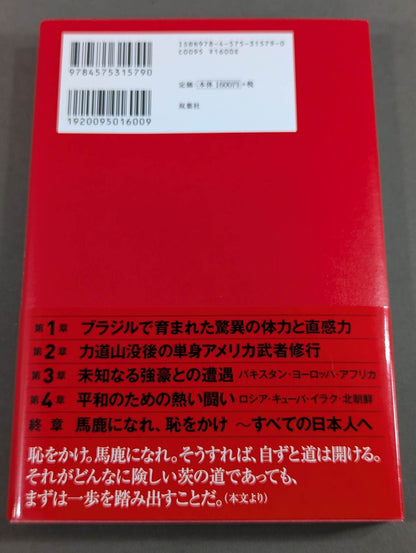 9784575315790
1920095016009
ISBN978-4-575-31579-0
C0095 ¥1600E
定価 本体1600円 +税
双葉社
第1章 ブラジルで育まれた驚異の体力と直感力
第2章 力道山没後の単身アメリカ武者修行
第3章 未知なる強豪との遭遇 パキスタン・ヨーロッパ・アフリカ
第4章 平和のための熱い闘い ロシア・キューバ・イラク・北朝鮮
終章 馬鹿になれ、恥をかけ 〜すべての日本人へ
恥をかけ。馬鹿になれ。そうすれば、自ずと道は開ける。
それがどんなに険しい茨の道であっても、
まずは一歩を踏み出すことだ。(本文より)